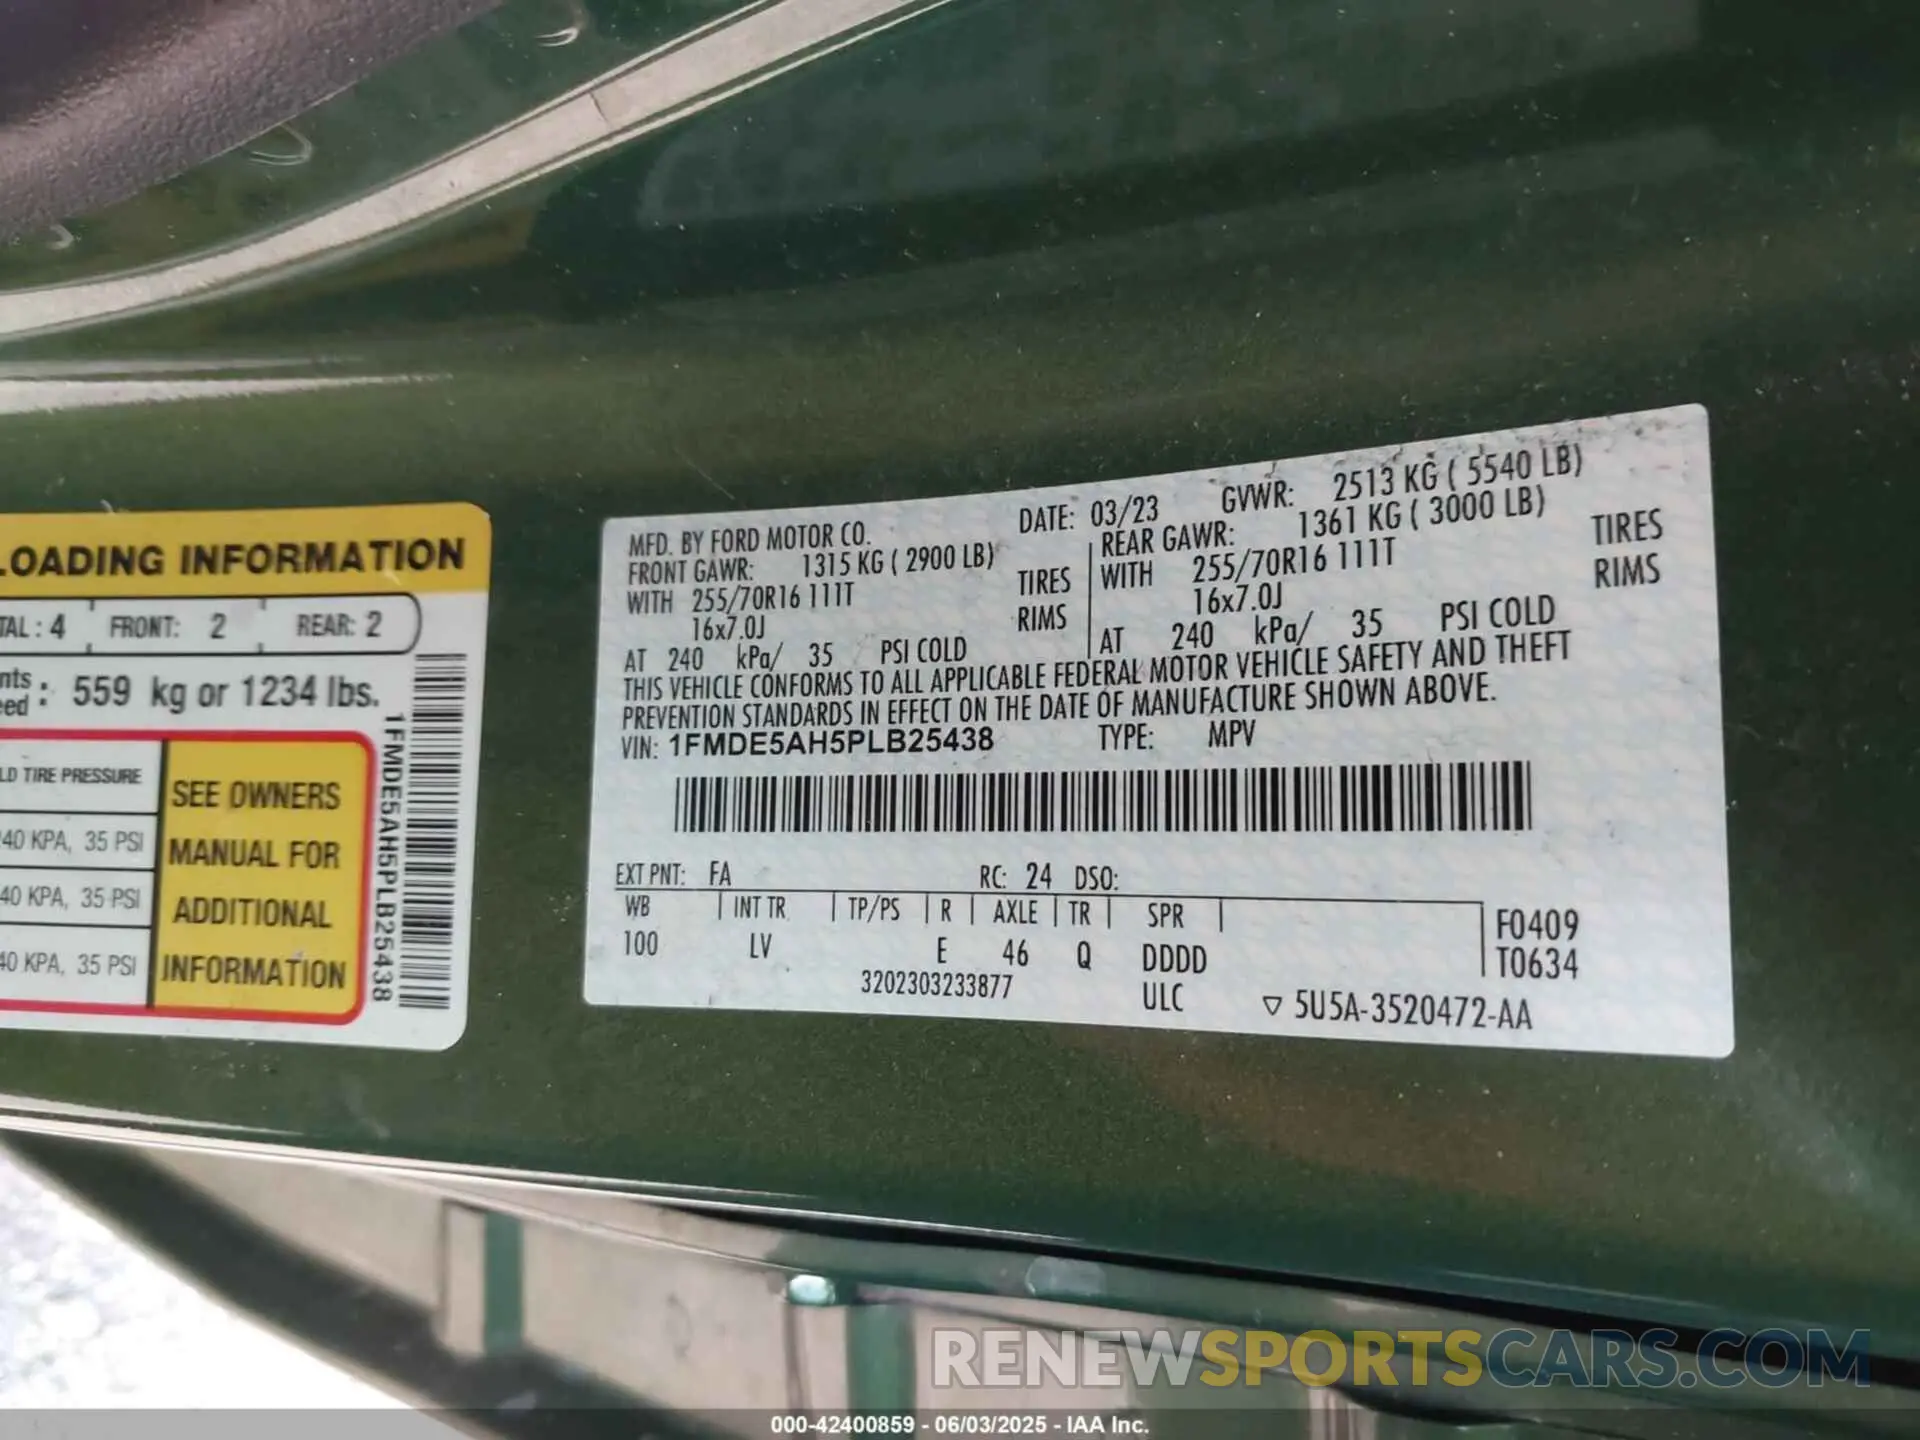 LOADING INFORMATION
TAL : 4 FRONT: 2 REAR: 2
nts
eed : 559 kg or 1234 lbs.
LD TIRE PRESSURE
40 KPA, 35 PSI
40 KPA, 35 PSI
40 KPA, 35 PSI
SEE OWNERS
MANUAL FOR
ADDITIONAL
INFORMATION
1FMDE5AH5PLB25438
MFD. BY FORD MOTOR CO. DATE: 03/23 GVWR: 2513 KG ( 5540 LB)
FRONT GAWR: 1315 KG ( 2900 LB) REAR GAWR: 1361 KG ( 3000 LB)
WITH 255/70R16 111T TIRES WITH 255/70R16 111T TIRES
16x7.0J RIMS 16x7.0J RIMS
AT 240 kPa/ 35 PSI COLD AT 240 kPa/ 35 PSI COLD
THIS VEHICLE CONFORMS TO ALL APPLICABLE FEDERAL MOTOR VEHICLE SAFETY AND THEFT
PREVENTION STANDARDS IN EFFECT ON THE DATE OF MANUFACTURE SHOWN ABOVE.
VIN: 1FMDE5AH5PLB25438 TYPE: MPV
EXT PNT: FA RC: 24 DSO:
WB INT TR TP/PS R AXLE TR SPR F0409
100 LV E 46 Q DDDD T0634
3202303233877 ULC ▽ 5U5A-3520472-AA
RENEWSPORTSCARS.COM
000-42400859 - 06/03/2025 - IAA Inc.